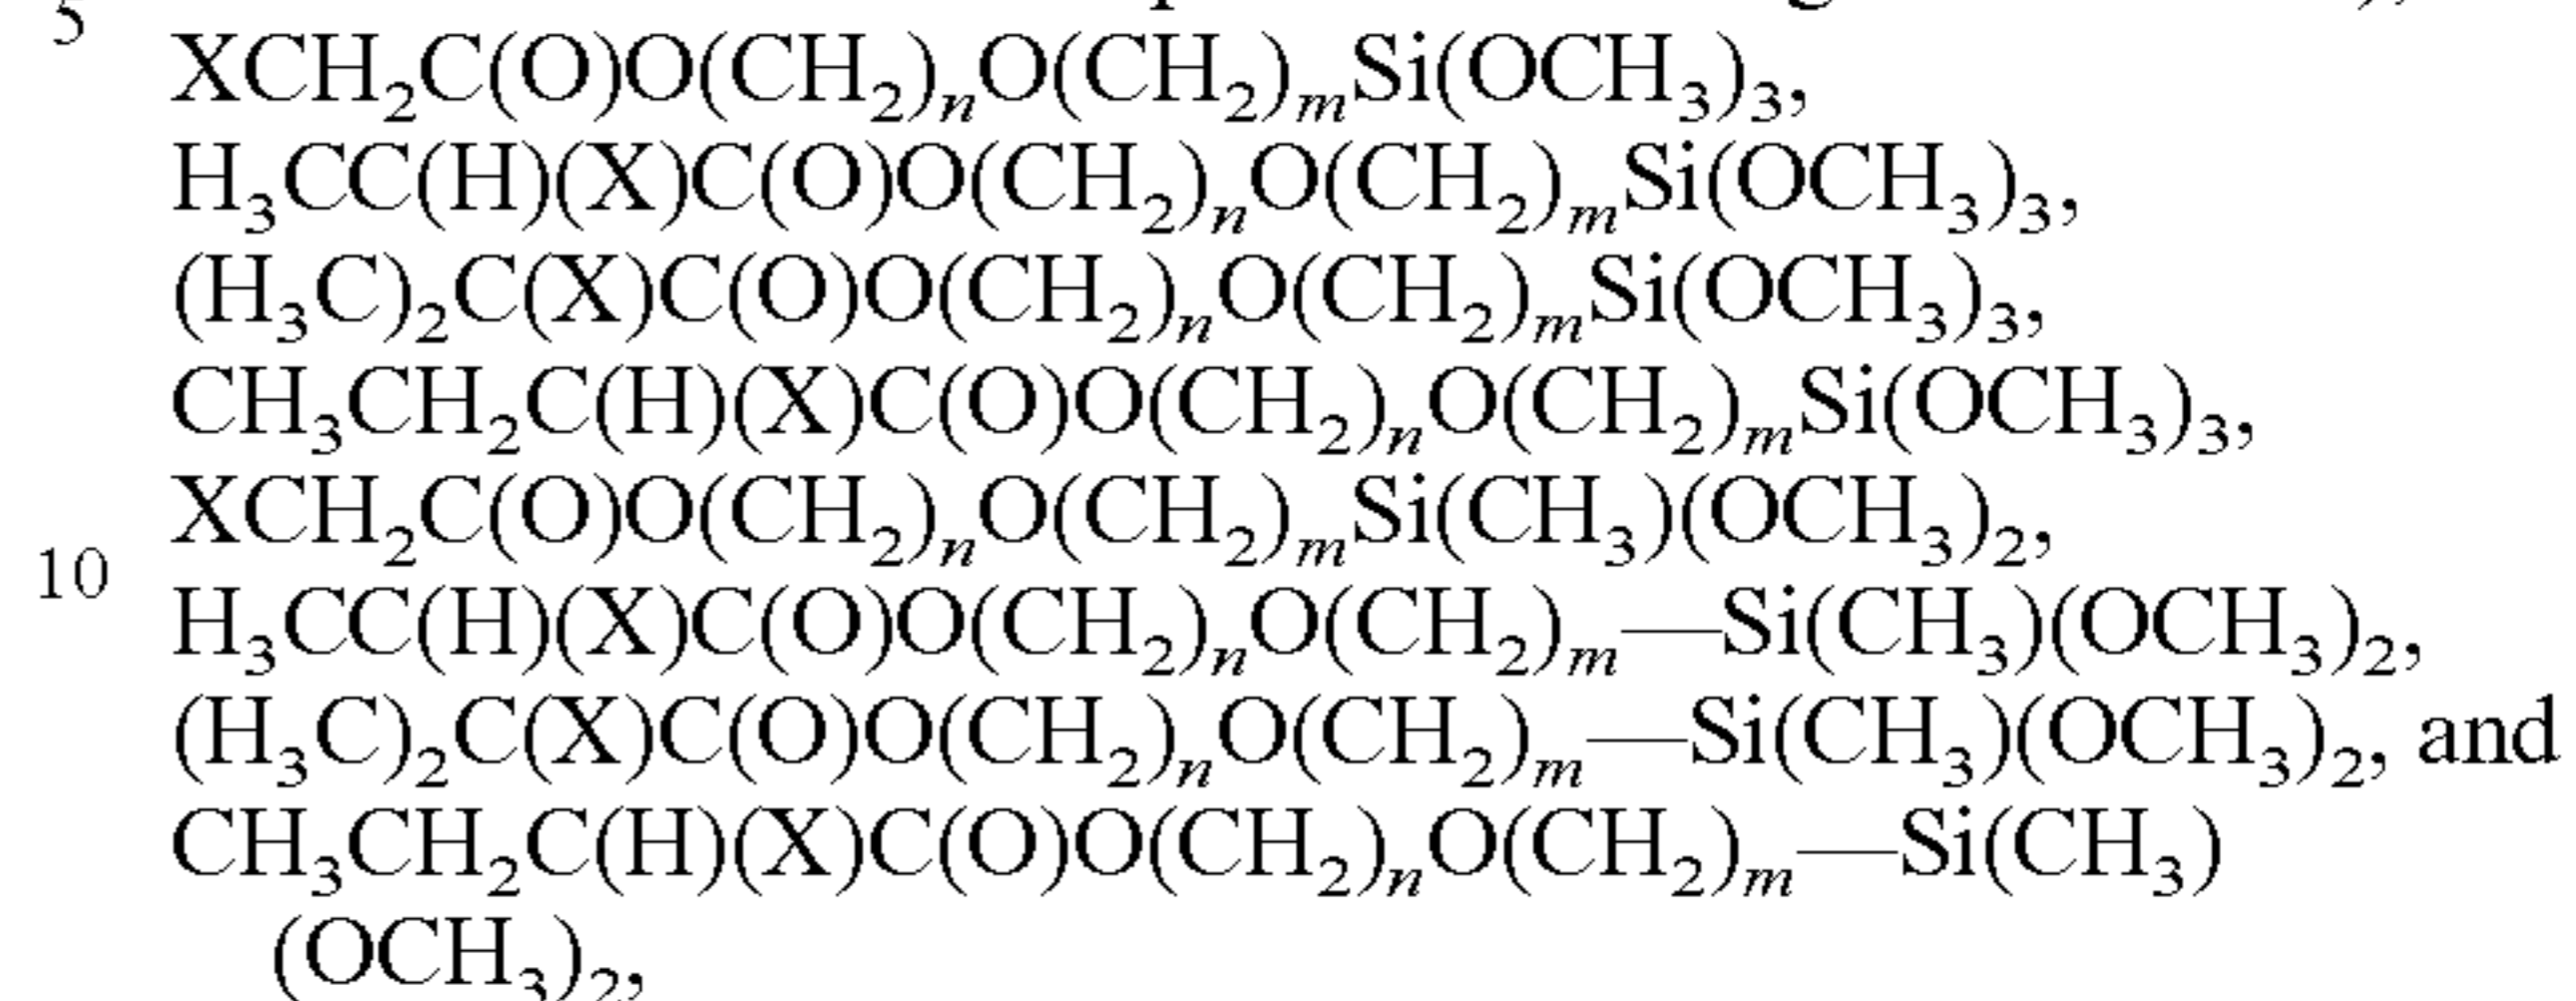 5
XCH₂C(O)O(CH₂)ₙO(CH₂)ₘSi(OCH₃)₃,
H₃CC(H)(X)C(O)O(CH₂)ₙO(CH₂)ₘSi(OCH₃)₃,
(H₃C)₂C(X)C(O)O(CH₂)ₙO(CH₂)ₘSi(OCH₃)₃,
CH₃CH₂C(H)(X)C(O)O(CH₂)ₙO(CH₂)ₘSi(OCH₃)₃,
XCH₂C(O)O(CH₂)ₙO(CH₂)ₘSi(CH₃)(OCH₃)₂,
10
H₃CC(H)(X)C(O)O(CH₂)ₙO(CH₂)ₘ—Si(CH₃)(OCH₃)₂,
(H₃C)₂C(X)C(O)O(CH₂)ₙO(CH₂)ₘ—Si(CH₃)(OCH₃)₂, and
CH₃CH₂C(H)(X)C(O)O(CH₂)ₙO(CH₂)ₘ—Si(CH₃)
(OCH₃)₂,